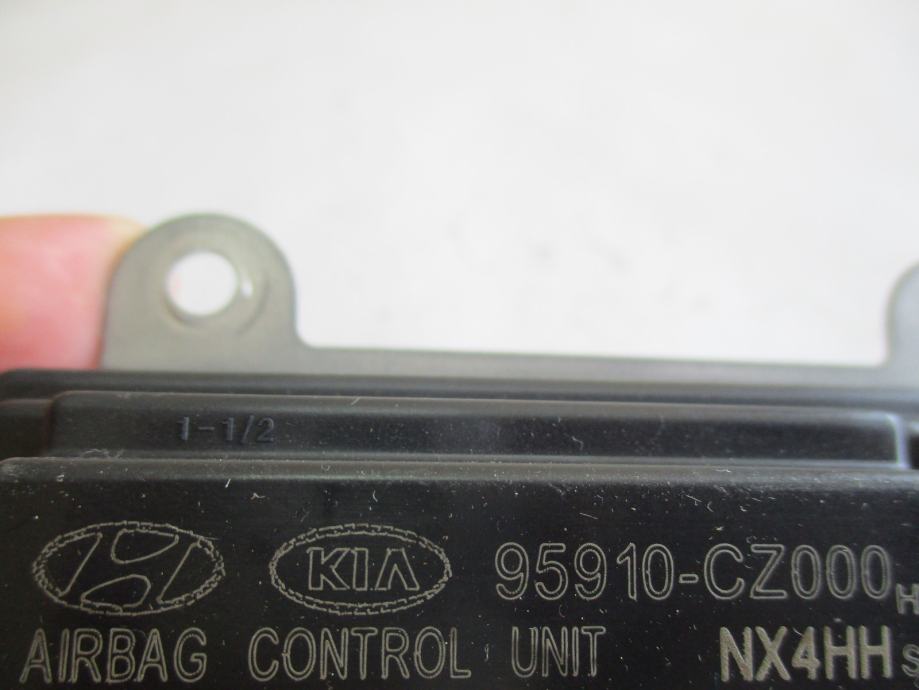 1-1/2
KIA 95910-CZ000 H
AIRBAG CONTROL UNIT NX4HH S